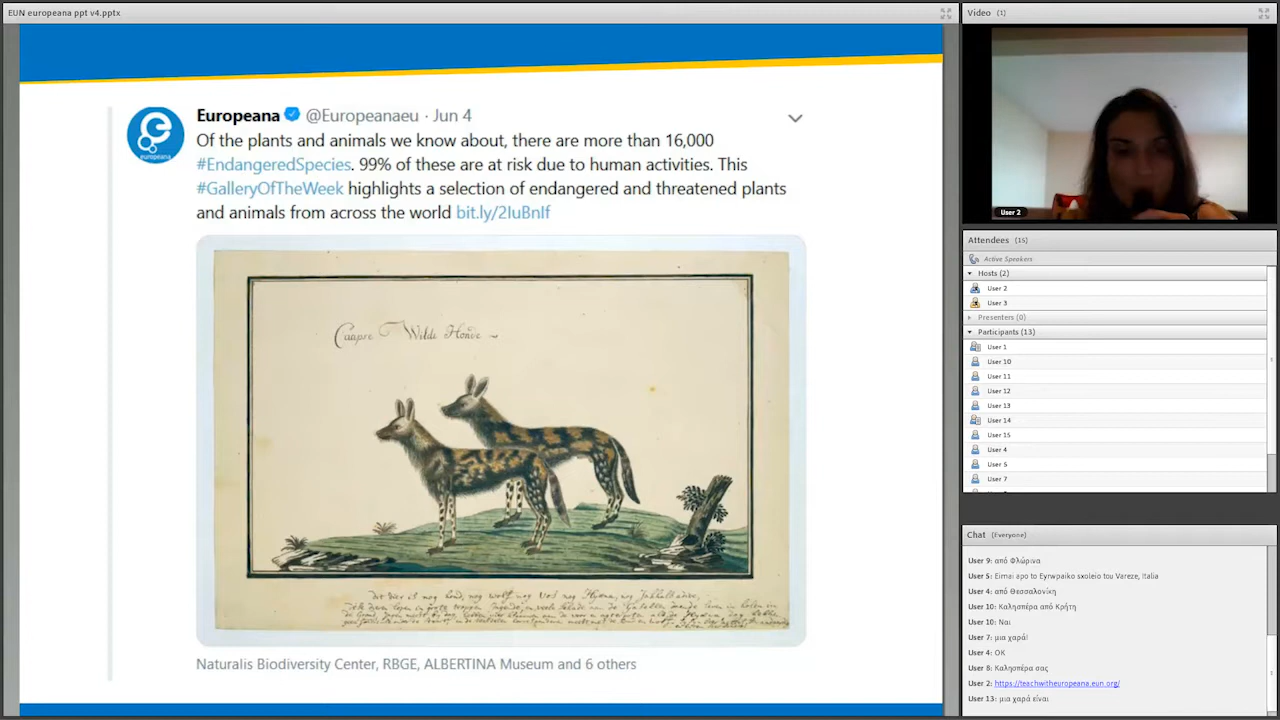 EUN europeana ppt v4.pptx
Europeana @Europeanaeu · Jun 4
Of the plants and animals we know about, there are more than 16,000
#EndangeredSpecies. 99% of these are at risk due to human activities. This
#GalleryOfTheWeek highlights a selection of endangered and threatened plants
and animals from across the world bit.ly/2IuBnIf
europeana
Caapse Wilde Honde
Naturalis Biodiversity Center, RBGE, ALBERTINA Museum and 6 others
Video (1)
User 2
Attendees (15)
Active Speakers
Hosts (2)
User 2
User 3
Presenters (0)
Participants (13)
User 1
User 10
User 11
User 12
User 13
User 14
User 15
User 4
User 5
User 7
Chat (Everyone)
User 9: από Φλώρινα
User 5: Eimai apo to Eyrwpaiko sxoleio tou Vareze, Italia
User 4: από Θεσσαλονίκη
User 10: Καλησπέρα από Κρήτη
User 10: Ναι
User 7: μια χαρά!
User 4: OK
User 8: Καλησπέρα σας
User 2: https://teachwitheuropeana.eun.org/
User 13: μια χαρά είναι